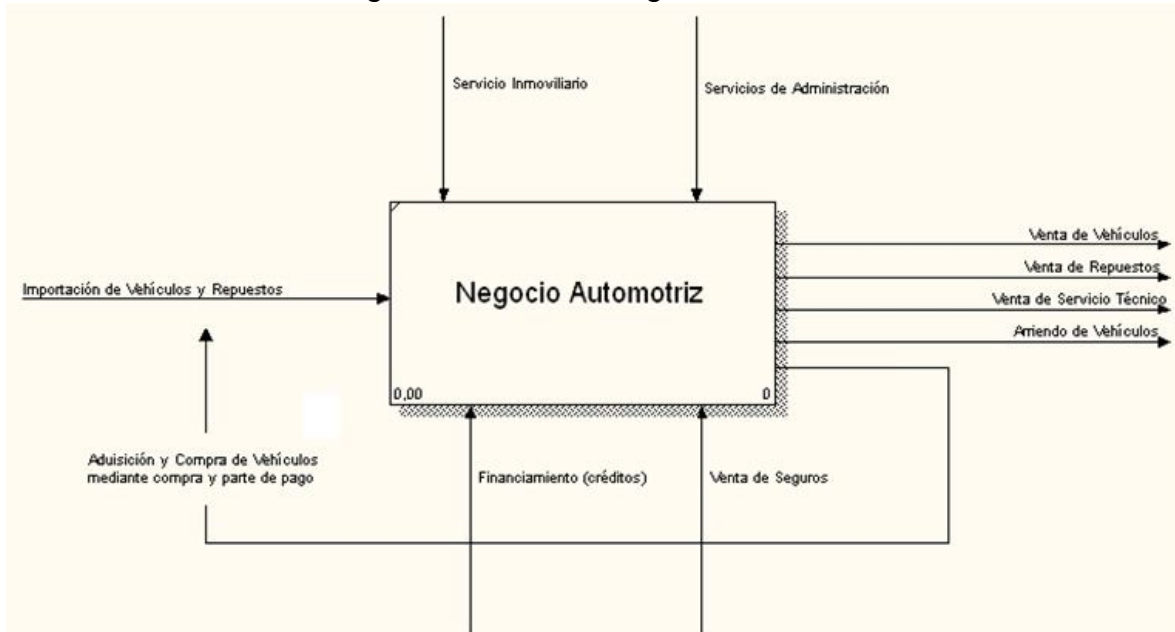 Servicio Inmoviliario
Servicios de Administración
Venta de Vehículos
Venta de Repuestos
Importación de Vehículos y Repuestos
Negocio Automotriz
Venta de Servicio Técnico
Arriendo de Vehículos
0,00
0
Aduisición y Compra de Vehículos
mediante compra y parte de pago
Financiamiento (créditos)
Venta de Seguros